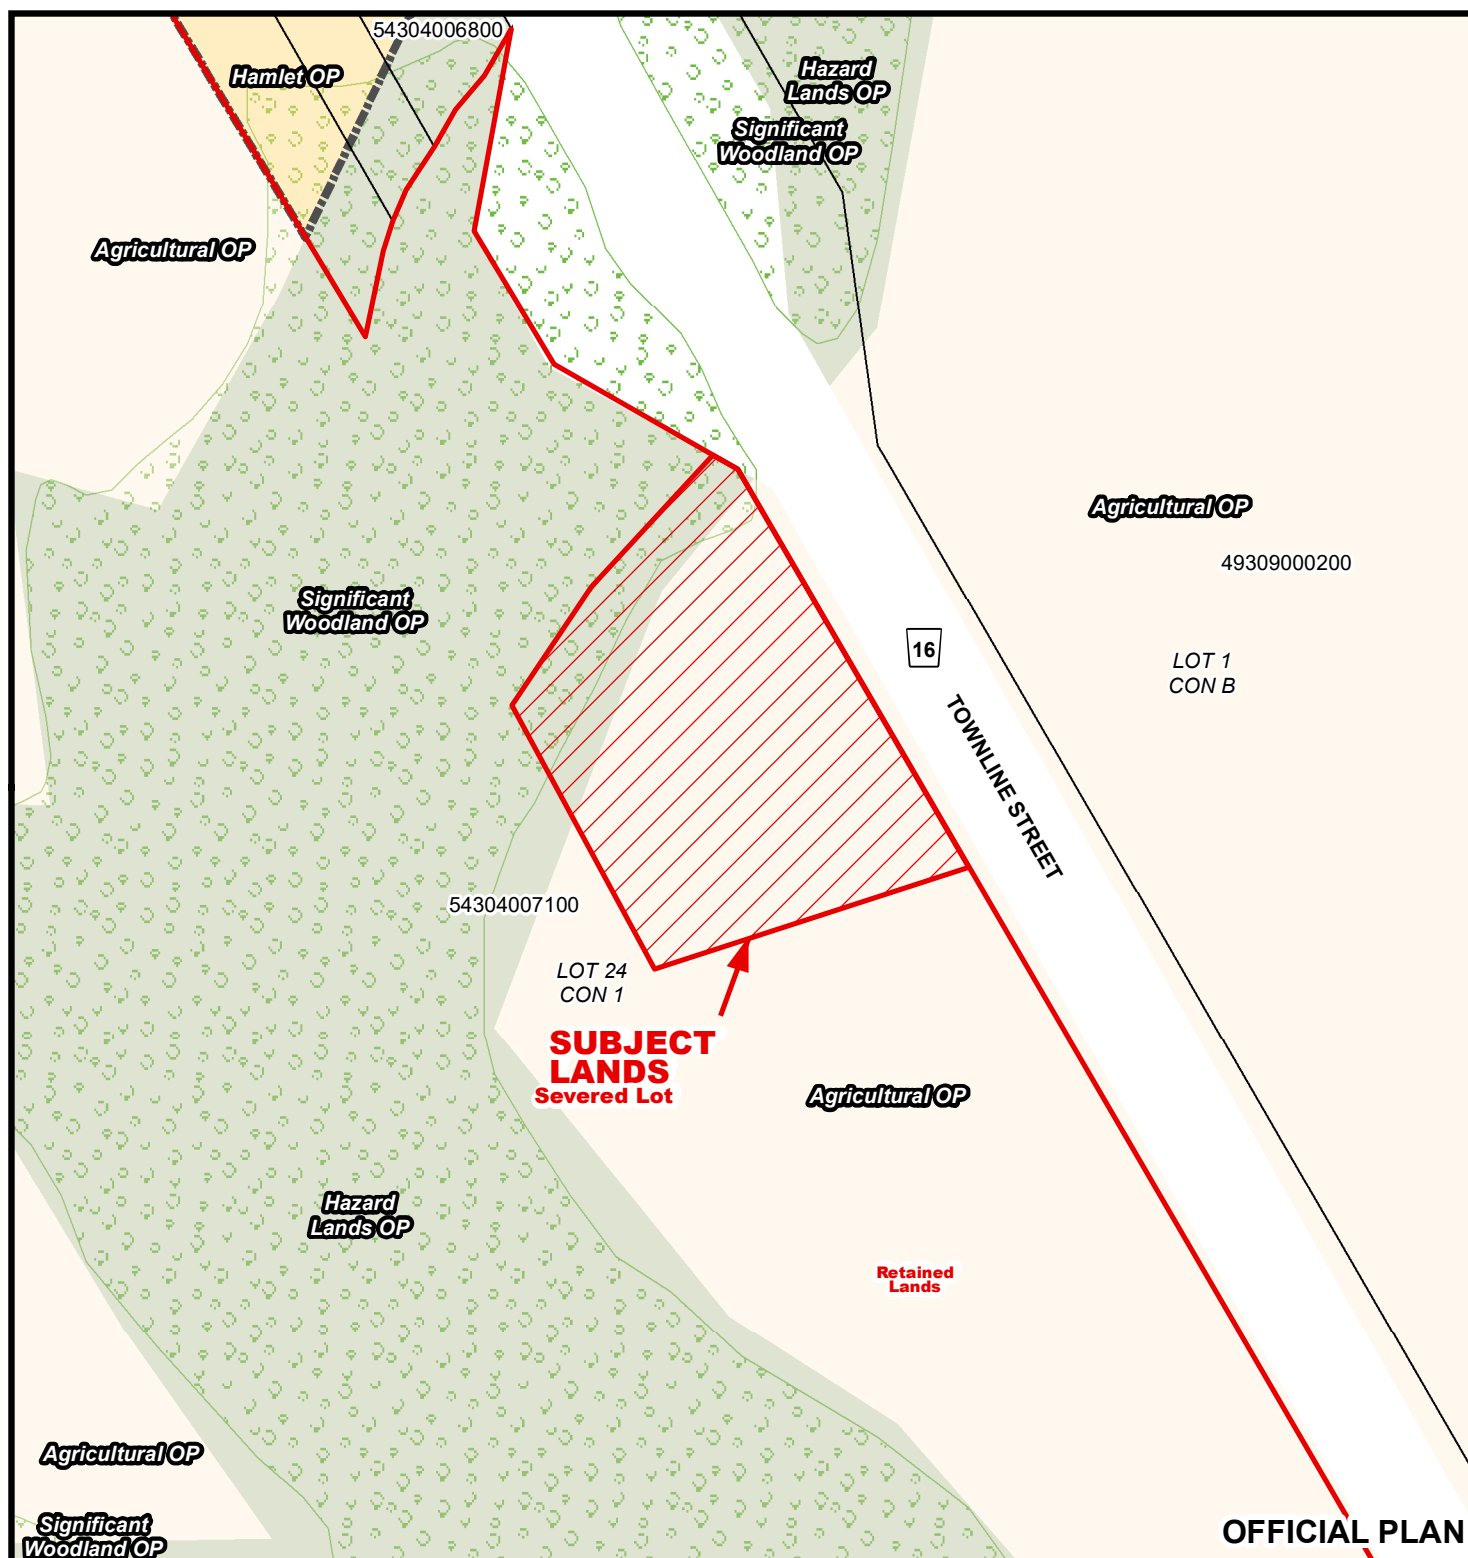 54304006800
Hamlet OP
Hazard
Lands OP
Significant
Woodland OP
Agricultural OP
Agricultural OP
49309000200
Significant
Woodland OP
16
LOT 1
CON B
TOWNLINE STREET
54304007100
LOT 24
CON 1
SUBJECT
LANDS
Severed Lot
Agricultural OP
Hazard
Lands OP
Retained
Lands
Agricultural OP
Significant
Woodland OP
OFFICIAL PLAN